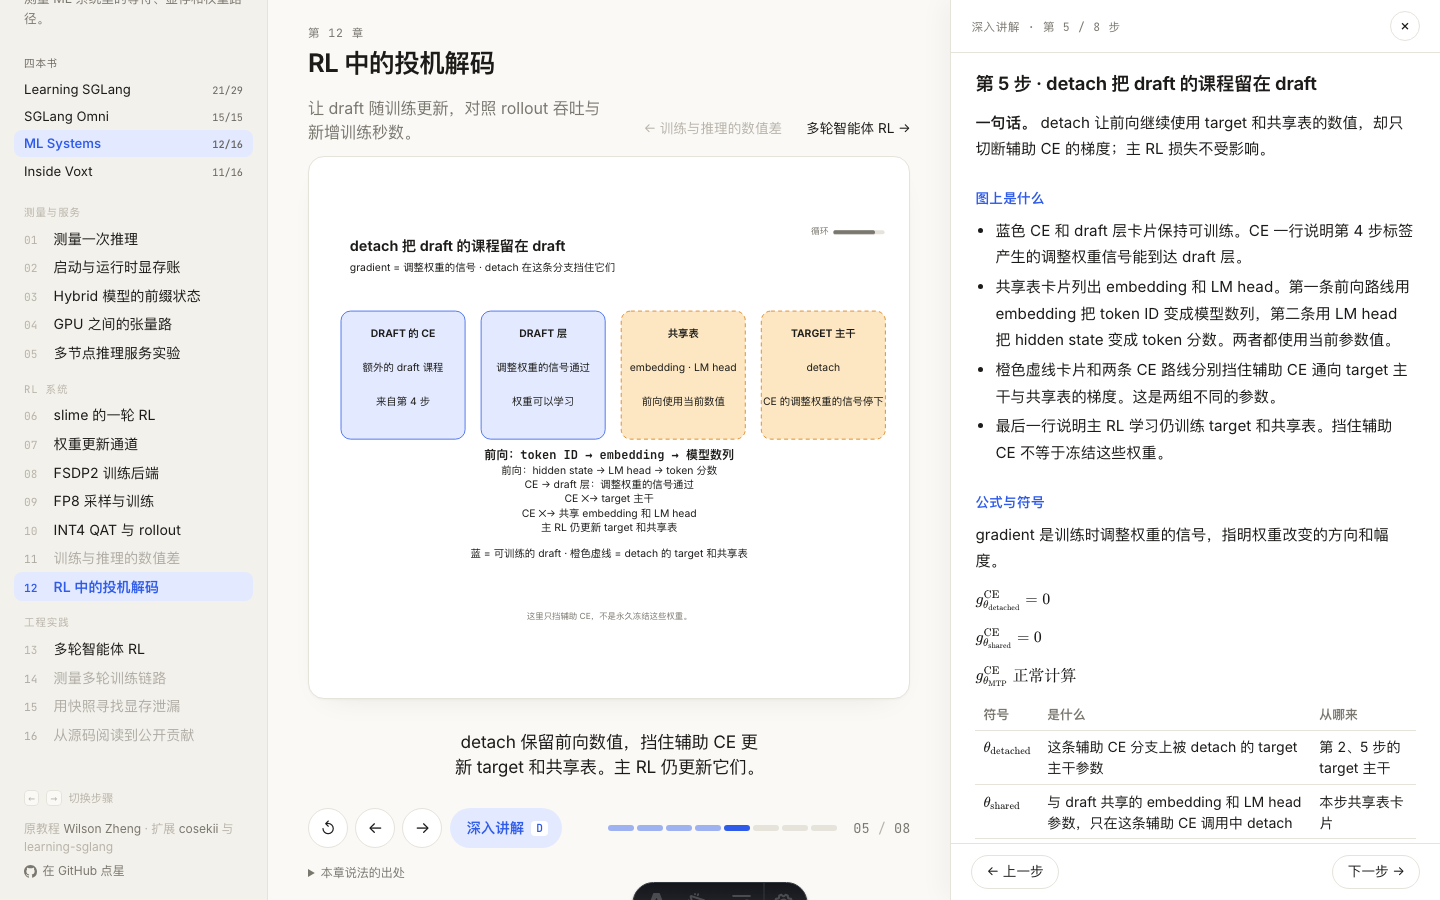 径。
四本书
Learning SGLang 21/29
SGLang Omni 15/15
ML Systems 12/16
Inside Voxt 11/16
测量与服务
01 测量一次推理
02 启动与运行时显存账
03 Hybrid 模型的前缀状态
04 GPU 之间的张量路
05 多节点推理服务实验
RL 系统
06 slime 的一轮 RL
07 权重更新通道
08 FSDP2 训练后端
09 FP8 采样与训练
10 INT4 QAT 与 rollout
11 训练与推理的数值差
12 RL 中的投机解码
工程实践
13 多轮智能体 RL
14 测量多轮训练链路
15 用快照寻找显存泄漏
16 从源码阅读到公开贡献
← → 切换步骤
原教程 Wilson Zheng · 扩展 cosekii 与
learning-sglang
在 GitHub 点星
第 12 章
RL 中的投机解码
让 draft 随训练更新，对照 rollout 吞吐与
新增训练秒数。
← 训练与推理的数值差 多轮智能体 RL →
循环
detach 把 draft 的课程留在 draft
gradient = 调整权重的信号 · detach 在这条分支挡住它们
DRAFT 的 CE
额外的 draft 课程
来自第 4 步
DRAFT 层
调整权重的信号通过
权重可以学习
共享表
embedding · LM head
前向使用当前数值
TARGET 主干
detach
CE 的调整权重的信号停下
前向：token ID → embedding → 模型数列
前向：hidden state → LM head → token 分数
CE → draft 层：调整权重的信号通过
CE ✕→ target 主干
CE ✕→ 共享 embedding 和 LM head
主 RL 仍更新 target 和共享表
蓝 = 可训练的 draft · 橙色虚线 = detach 的 target 和共享表
这里只挡辅助 CE，不是永久冻结这些权重。
detach 保留前向数值，挡住辅助 CE 更
新 target 和共享表。主 RL 仍更新它们。
← → 深入讲解 D 05 / 08
▶ 本章说法的出处
深入讲解 · 第 5 / 8 步 ×
第 5 步 · detach 把 draft 的课程留在 draft
一句话。 detach 让前向继续使用 target 和共享表的数值，却只
切断辅助 CE 的梯度；主 RL 损失不受影响。
图上是什么
• 蓝色 CE 和 draft 层卡片保持可训练。CE 一行说明第 4 步标签
产生的调整权重信号能到达 draft 层。
• 共享表卡片列出 embedding 和 LM head。第一条前向路线用
embedding 把 token ID 变成模型数列，第二条用 LM head
把 hidden state 变成 token 分数。两者都使用当前参数值。
• 橙色虚线卡片和两条 CE 路线分别挡住辅助 CE 通向 target 主
干与共享表的梯度。这是两组不同的参数。
• 最后一行说明主 RL 学习仍训练 target 和共享表。挡住辅助
CE 不等于冻结这些权重。
公式与符号
gradient 是训练时调整权重的信号，指明权重改变的方向和幅
度。
g^CE_θdetached = 0
g^CE_θshared = 0
g^CE_θMTP 正常计算
符号 是什么 从哪来
θdetached 这条辅助 CE 分支上被 detach 的 target 第 2、5 步的
主干参数 target 主干
θshared 与 draft 共享的 embedding 和 LM head 本步共享表卡
参数，只在这条辅助 CE 调用中 detach 片
← 上一步 下一步 →